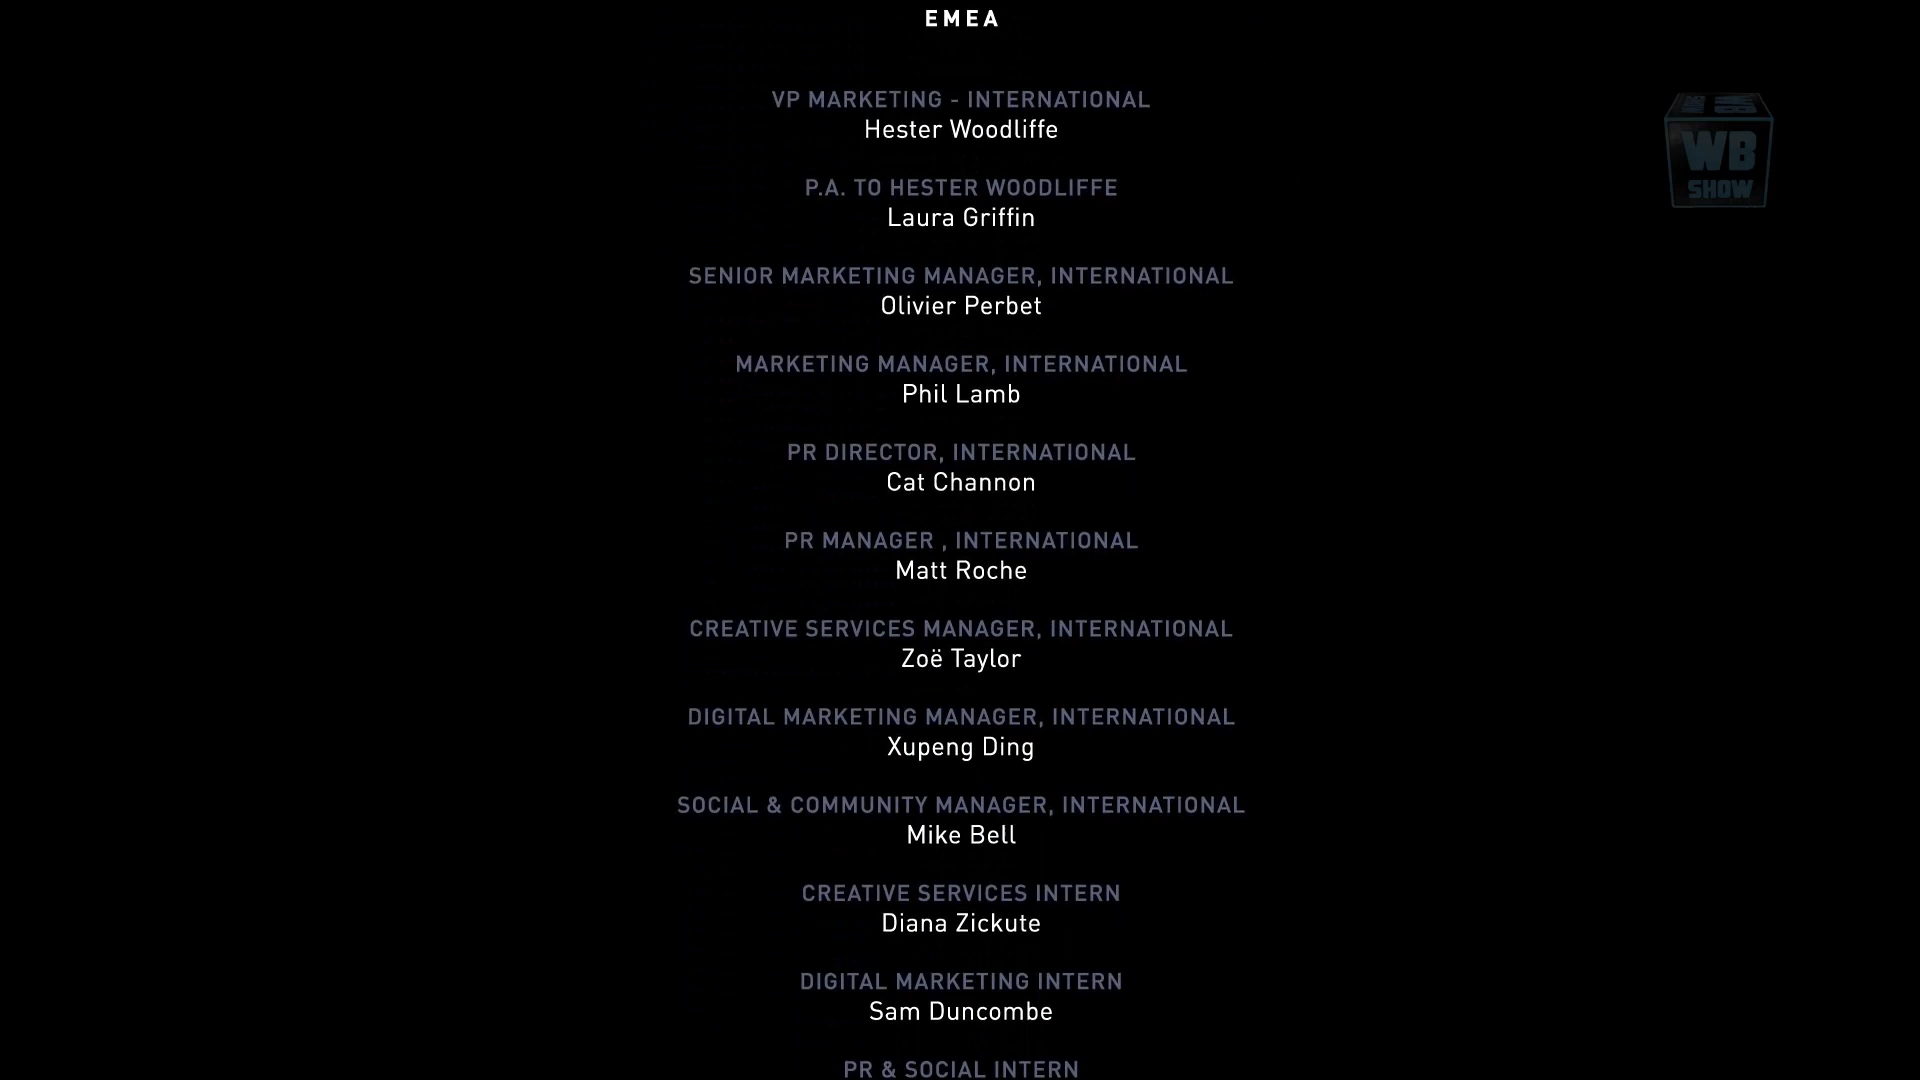 EMEA
VP MARKETING - INTERNATIONAL
Hester Woodliffe
P.A. TO HESTER WOODLIFFE
Laura Griffin
SENIOR MARKETING MANAGER, INTERNATIONAL
Olivier Perbet
MARKETING MANAGER, INTERNATIONAL
Phil Lamb
PR DIRECTOR, INTERNATIONAL
Cat Channon
PR MANAGER , INTERNATIONAL
Matt Roche
CREATIVE SERVICES MANAGER, INTERNATIONAL
Zoë Taylor
DIGITAL MARKETING MANAGER, INTERNATIONAL
Xupeng Ding
SOCIAL & COMMUNITY MANAGER, INTERNATIONAL
Mike Bell
CREATIVE SERVICES INTERN
Diana Zickute
DIGITAL MARKETING INTERN
Sam Duncombe
PR & SOCIAL INTERN
WB
SHOW